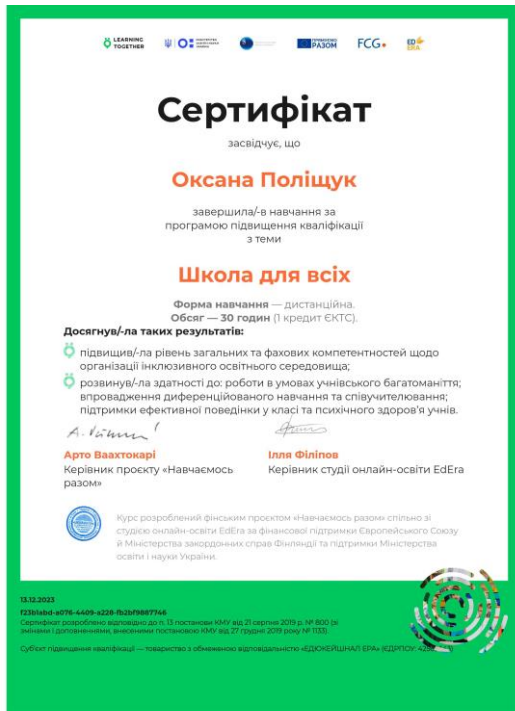 LEARNING
TOGETHER
ПРЯМУЄМО
РАЗОМ
FCG
ED
ERA
Сертифікат
засвідчує, що
Оксана Поліщук
завершила/-в навчання за
програмою підвищення кваліфікації
з теми
Школа для всіх
Форма навчання — дистанційна.
Обсяг — 30 годин (1 кредит ЄКТС).
Досягнув/-ла таких результатів:
підвищив/-ла рівень загальних та фахових компетентностей щодо
організації інклюзивного освітнього середовища;
розвинув/-ла здатності до: роботи в умовах учнівського багатоманіття;
впровадження диференційованого навчання та співучителювання;
підтримки ефективної поведінки у класі та психічного здоров'я учнів.
Арто Ваахтокарі
Керівник проєкту «Навчаємось
разом»
Ілля Філіпов
Керівник студії онлайн-освіти EdEra
Курс розроблений фінським проєктом «Навчаємось разом» спільно зі
студією онлайн-освіти EdEra за фінансової підтримки Європейського Союзу
й Міністерства закордонних справ Фінляндії та підтримки Міністерства
освіти і науки України.
13.12.2023
Сертифікат розроблено відповідно до п. 13 постанови КМУ від 21 серпня 2019 р. № 800 (зі
змінами і доповненнями, внесеними постановою КМУ від 27 грудня 2019 року № 1133).
Суб'єкт підвищення кваліфікації — товариство з обмеженою відповідальністю «ЕДЮКЕЙШНАЛ ЕРА» (ЄДРПОУ: